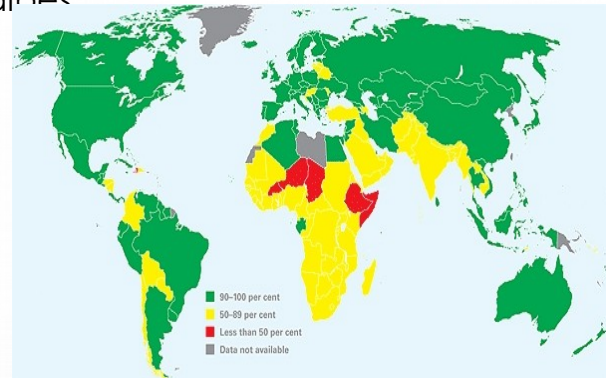 90–100 per cent
50–89 per cent
Less than 50 per cent
Data not available